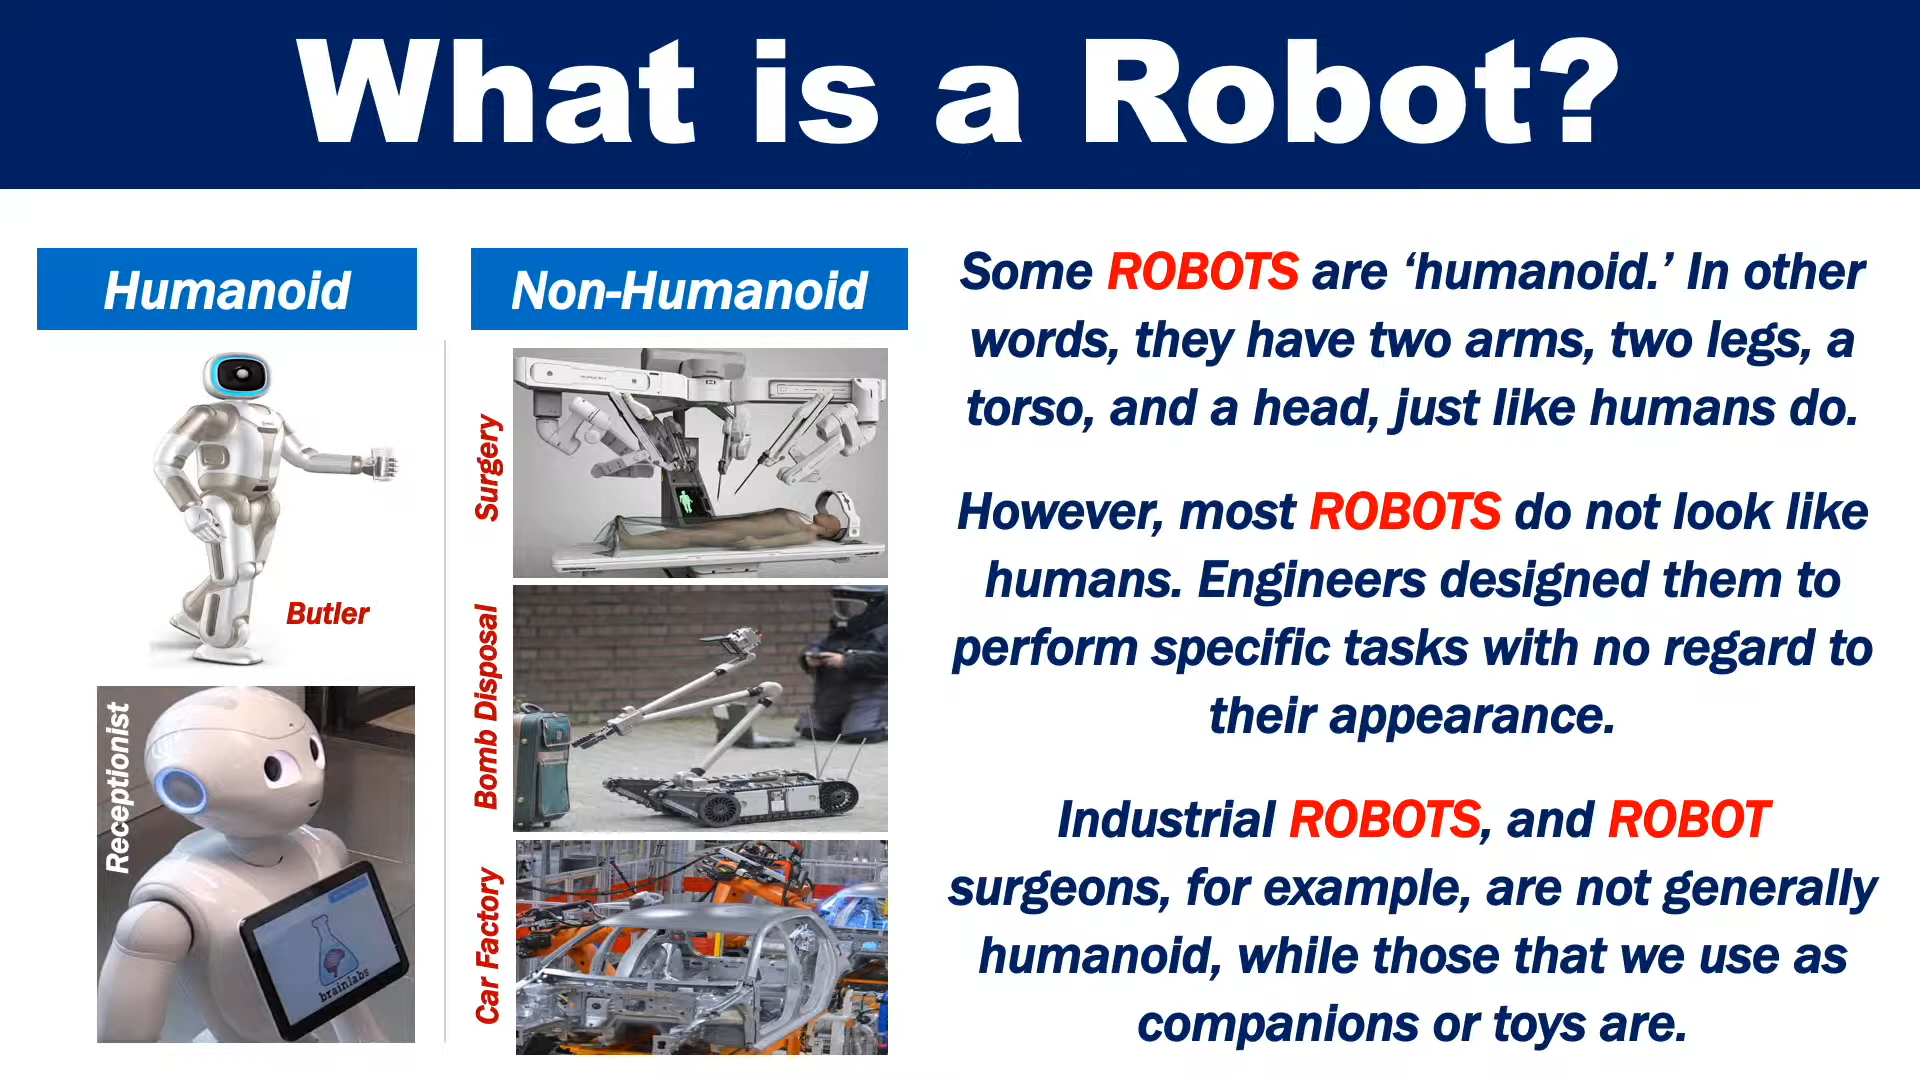 What is a Robot?
Humanoid
Butler
Receptionist
brainlabs
Non-Humanoid
Surgery
Bomb Disposal
Car Factory
Some ROBOTS are ‘humanoid.’ In other
words, they have two arms, two legs, a
torso, and a head, just like humans do.
However, most ROBOTS do not look like
humans. Engineers designed them to
perform specific tasks with no regard to
their appearance.
Industrial ROBOTS, and ROBOT
surgeons, for example, are not generally
humanoid, while those that we use as
companions or toys are.